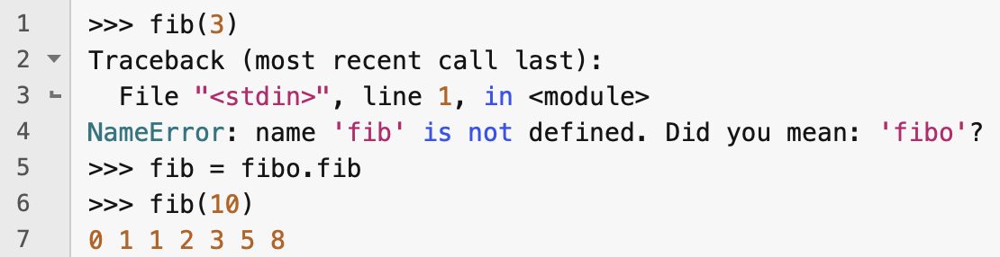 1 >>> fib(3)
2 Traceback (most recent call last):
3   File "<stdin>", line 1, in <module>
4 NameError: name 'fib' is not defined. Did you mean: 'fibo'?
5 >>> fib = fibo.fib
6 >>> fib(10)
7 0 1 1 2 3 5 8